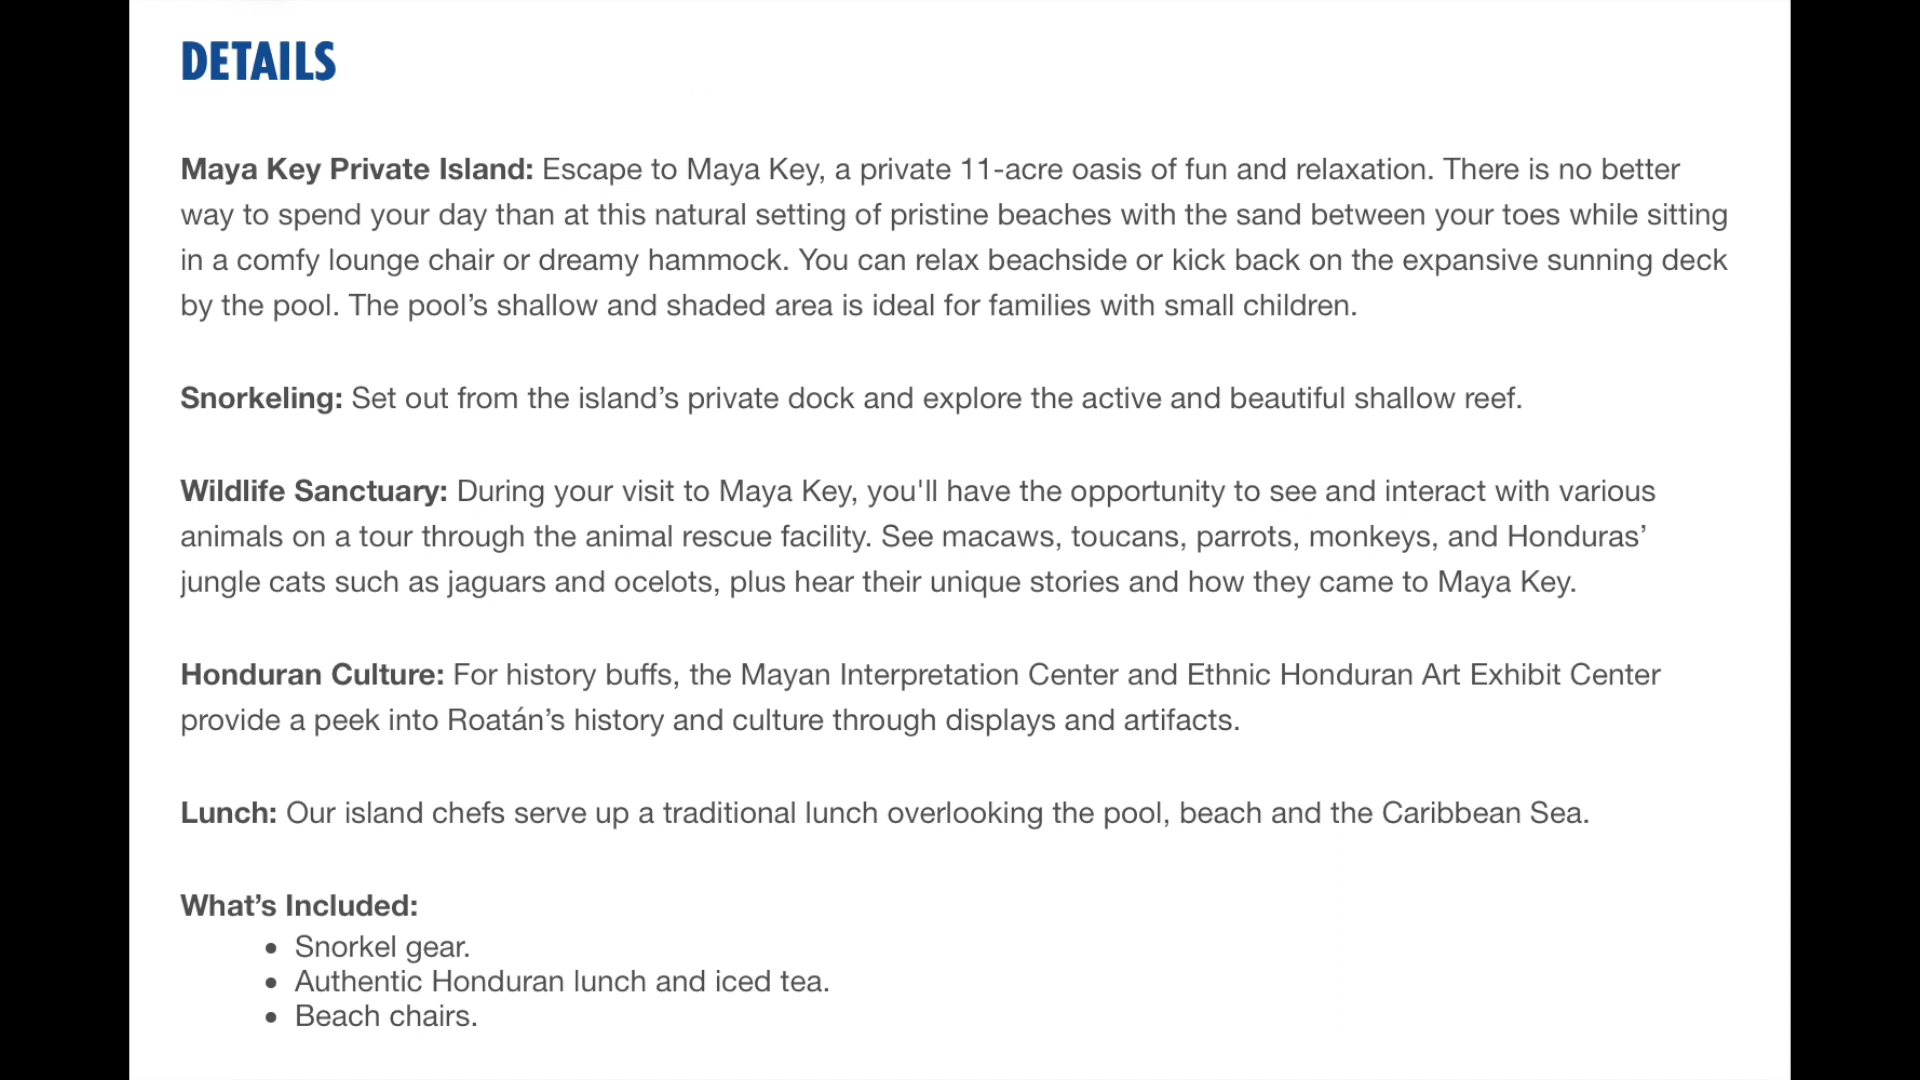 DETAILS
Maya Key Private Island: Escape to Maya Key, a private 11-acre oasis of fun and relaxation. There is no better
way to spend your day than at this natural setting of pristine beaches with the sand between your toes while sitting
in a comfy lounge chair or dreamy hammock. You can relax beachside or kick back on the expansive sunning deck
by the pool. The pool’s shallow and shaded area is ideal for families with small children.
Snorkeling: Set out from the island’s private dock and explore the active and beautiful shallow reef.
Wildlife Sanctuary: During your visit to Maya Key, you'll have the opportunity to see and interact with various
animals on a tour through the animal rescue facility. See macaws, toucans, parrots, monkeys, and Honduras’
jungle cats such as jaguars and ocelots, plus hear their unique stories and how they came to Maya Key.
Honduran Culture: For history buffs, the Mayan Interpretation Center and Ethnic Honduran Art Exhibit Center
provide a peek into Roatán’s history and culture through displays and artifacts.
Lunch: Our island chefs serve up a traditional lunch overlooking the pool, beach and the Caribbean Sea.
What’s Included:
• Snorkel gear.
• Authentic Honduran lunch and iced tea.
• Beach chairs.